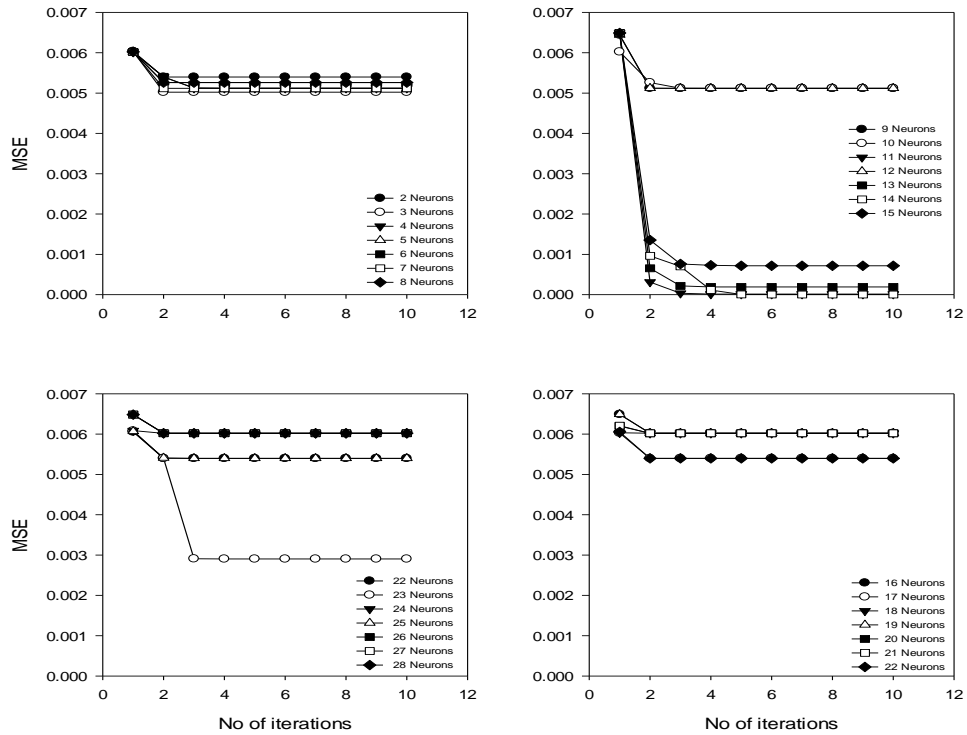 MSE
0.007
0.006
0.005
0.004
0.003
0.002
0.001
0.000
0 2 4 6 8 10 12
2 Neurons
3 Neurons
4 Neurons
5 Neurons
6 Neurons
7 Neurons
8 Neurons
0.007
0.006
0.005
0.004
0.003
0.002
0.001
0.000
0 2 4 6 8 10 12
9 Neurons
10 Neurons
11 Neurons
12 Neurons
13 Neurons
14 Neurons
15 Neurons
MSE
0.007
0.006
0.005
0.004
0.003
0.002
0.001
0.000
0 2 4 6 8 10 12
No of iterations
22 Neurons
23 Neurons
24 Neurons
25 Neurons
26 Neurons
27 Neurons
28 Neurons
0.007
0.006
0.005
0.004
0.003
0.002
0.001
0.000
0 2 4 6 8 10 12
No of iterations
16 Neurons
17 Neurons
18 Neurons
19 Neurons
20 Neurons
21 Neurons
22 Neurons